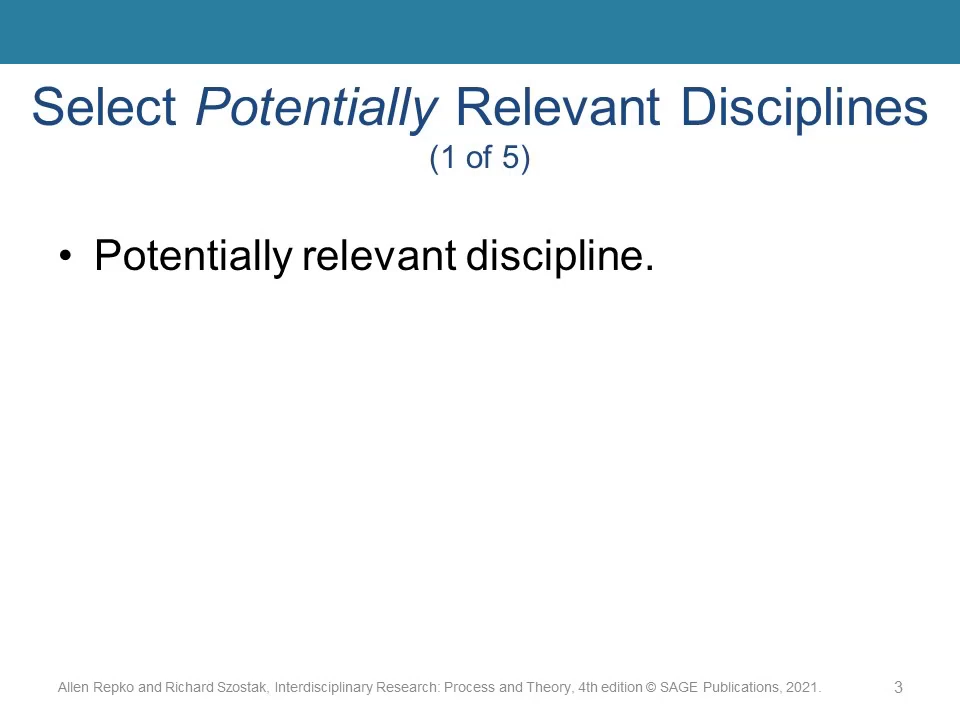 Select Potentially Relevant Disciplines
(1 of 5)
• Potentially relevant discipline.
Allen Repko and Richard Szostak, Interdisciplinary Research: Process and Theory, 4th edition © SAGE Publications, 2021.
3